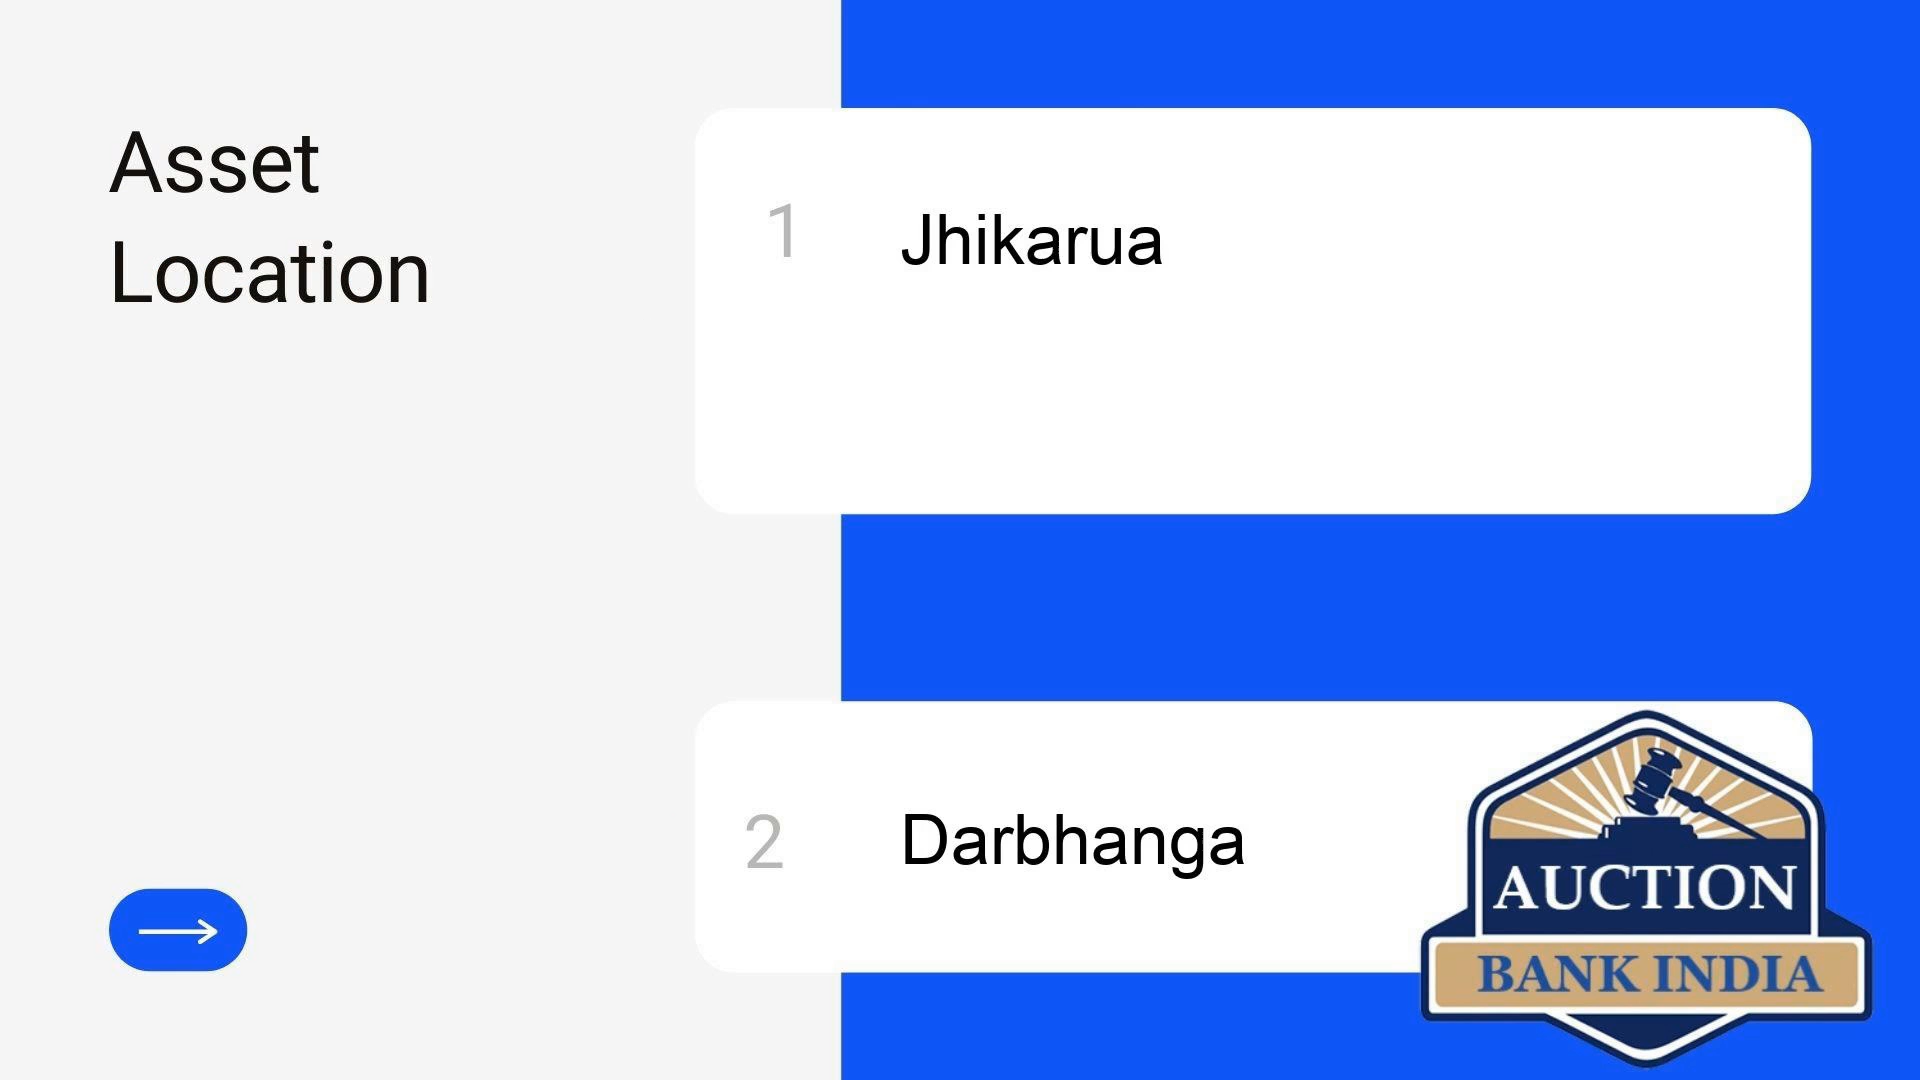 Asset
Location
1
Jhikarua
2
Darbhanga
AUCTION
BANK INDIA